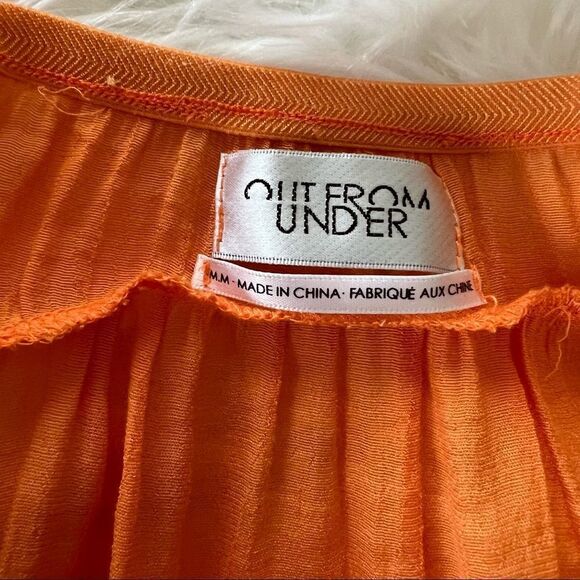 OUT FROM
UNDER
M.M · MADE IN CHINA · FABRIQUÉ AUX CHINE